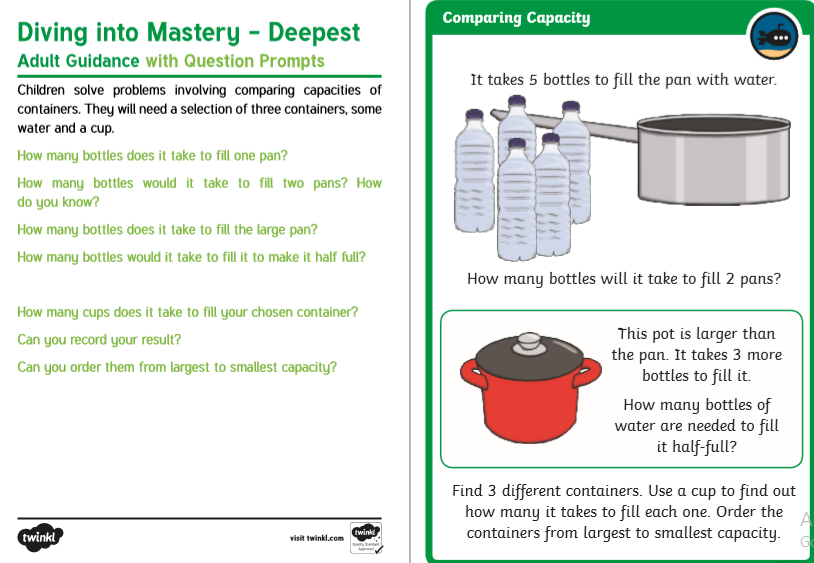 Diving into Mastery – Deepest
Adult Guidance with Question Prompts
Children solve problems involving comparing capacities of
containers. They will need a selection of three containers, some
water and a cup.
How many bottles does it take to fill one pan?
How many bottles would it take to fill two pans? How
do you know?
How many bottles does it take to fill the large pan?
How many bottles would it take to fill it to make it half full?
How many cups does it take to fill your chosen container?
Can you record your result?
Can you order them from largest to smallest capacity?
twinkl
visit twinkl.com
twinkl
Quality Standard
Approved
Comparing Capacity
It takes 5 bottles to fill the pan with water.
How many bottles will it take to fill 2 pans?
This pot is larger than
the pan. It takes 3 more
bottles to fill it.
How many bottles of
water are needed to fill
it half-full?
Find 3 different containers. Use a cup to find out
how many it takes to fill each one. Order the
containers from largest to smallest capacity.